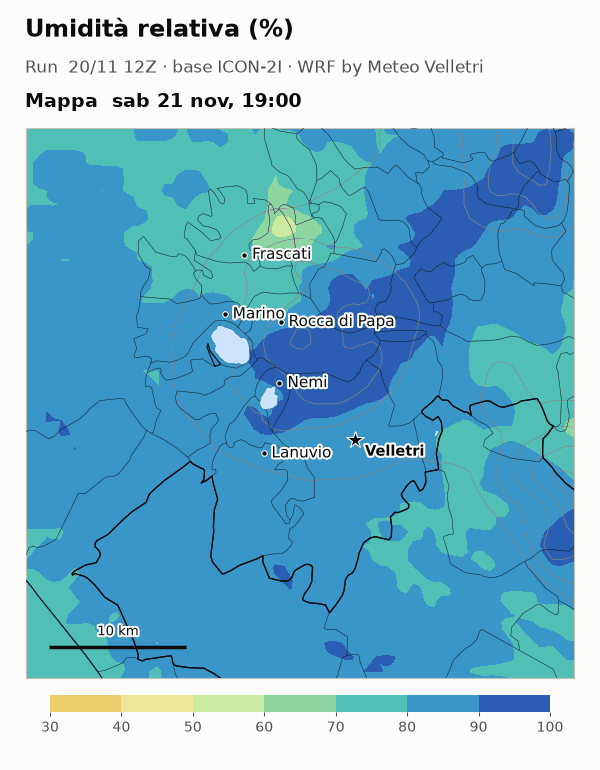 Umidità relativa (%)
Run  20/11 12Z · base ICON-2I · WRF by Meteo Velletri
Mappa  sab 21 nov, 19:00
Frascati
Marino
Rocca di Papa
Nemi
Velletri
Lanuvio
10 km
30 40 50 60 70 80 90 100